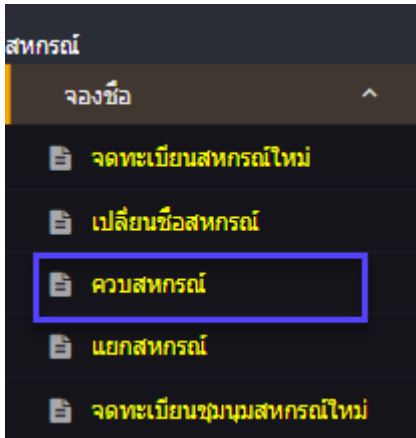 สหกรณ์
จองชื่อ
จดทะเบียนสหกรณ์ใหม่
เปลี่ยนชื่อสหกรณ์
ควบสหกรณ์
แยกสหกรณ์
จดทะเบียนชุมนุมสหกรณ์ใหม่